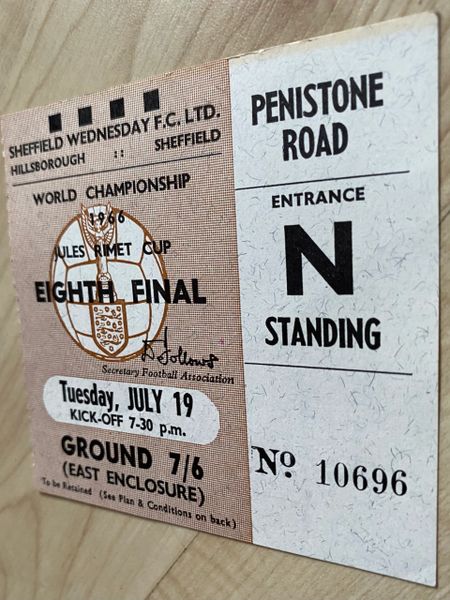 SHEFFIELD WEDNESDAY F.C. LTD.
HILLSBOROUGH :: SHEFFIELD
WORLD CHAMPIONSHIP
1966
JULES RIMET CUP
EIGHTH FINAL
D Follows
Secretary Football Association
Tuesday, JULY 19
KICK-OFF 7-30 p.m.
GROUND 7/6
(EAST ENCLOSURE)
To be Retained (See Plan & Conditions on back)
PENISTONE
ROAD
ENTRANCE
N
STANDING
No. 10696